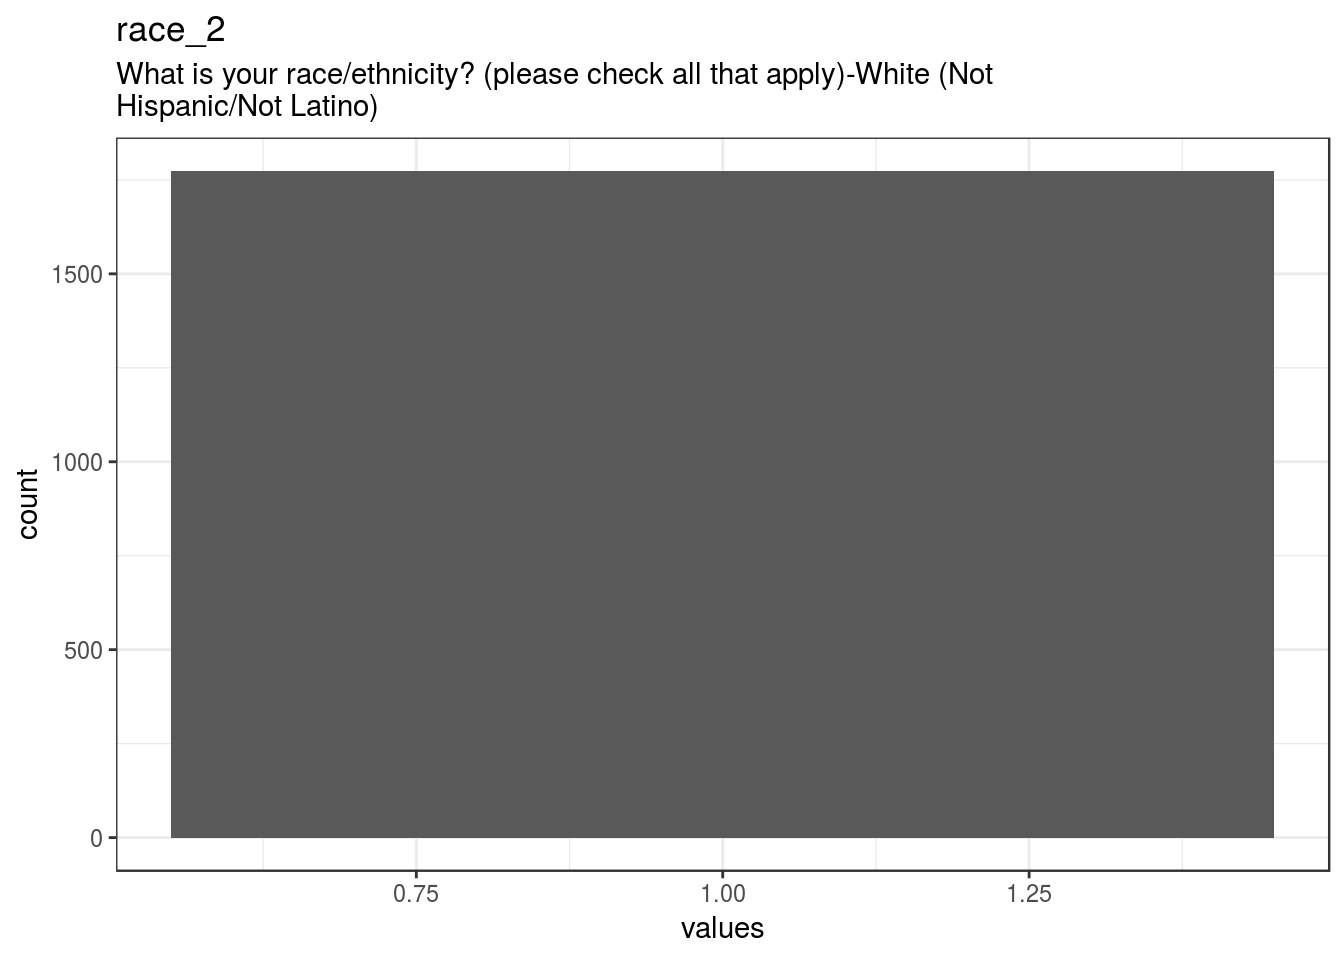 race_2
What is your race/ethnicity? (please check all that apply)-White (Not
Hispanic/Not Latino)
1500
1000
500
0
count
0.75 1.00 1.25
values